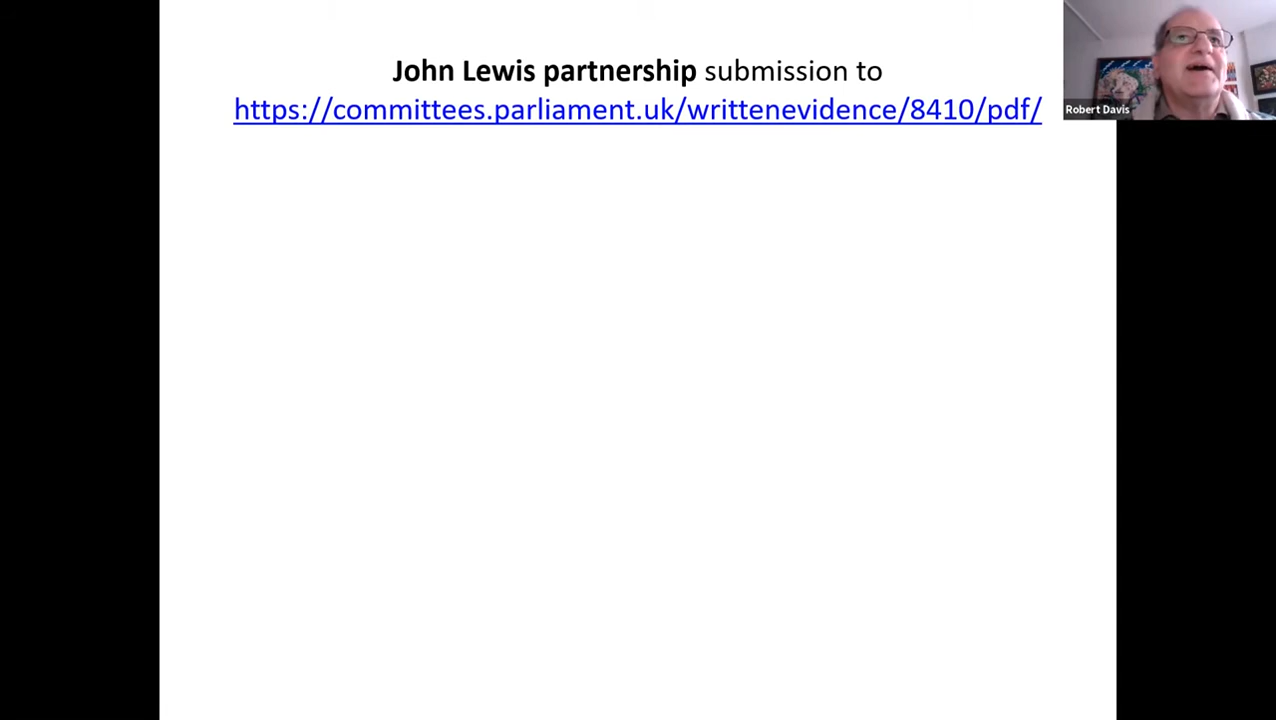 John Lewis partnership submission to
https://committees.parliament.uk/writtenevidence/8410/pdf/
Robert Davis